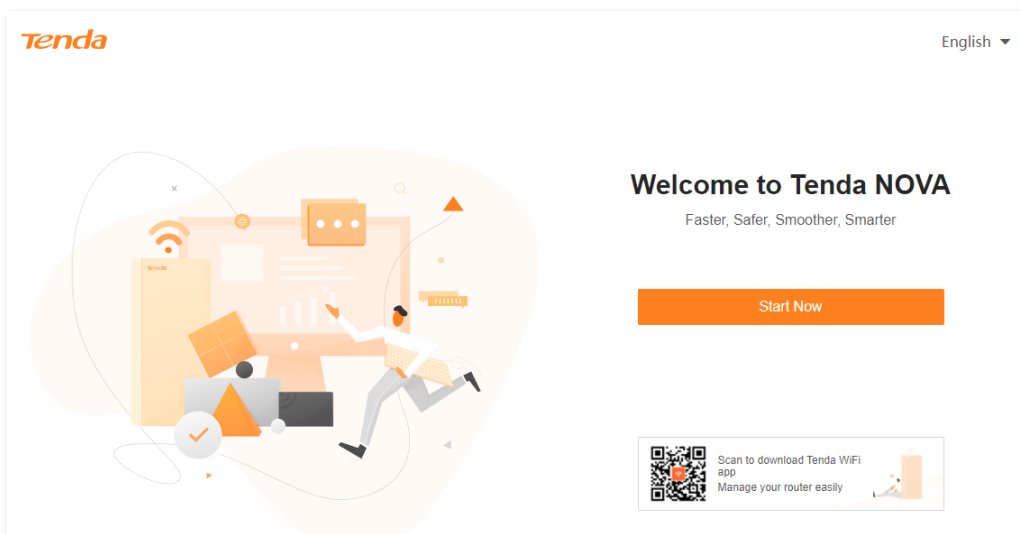 Tenda
English
Welcome to Tenda NOVA
Faster, Safer, Smoother, Smarter
Tenda
Start Now
Scan to download Tenda WiFi
app
Manage your router easily